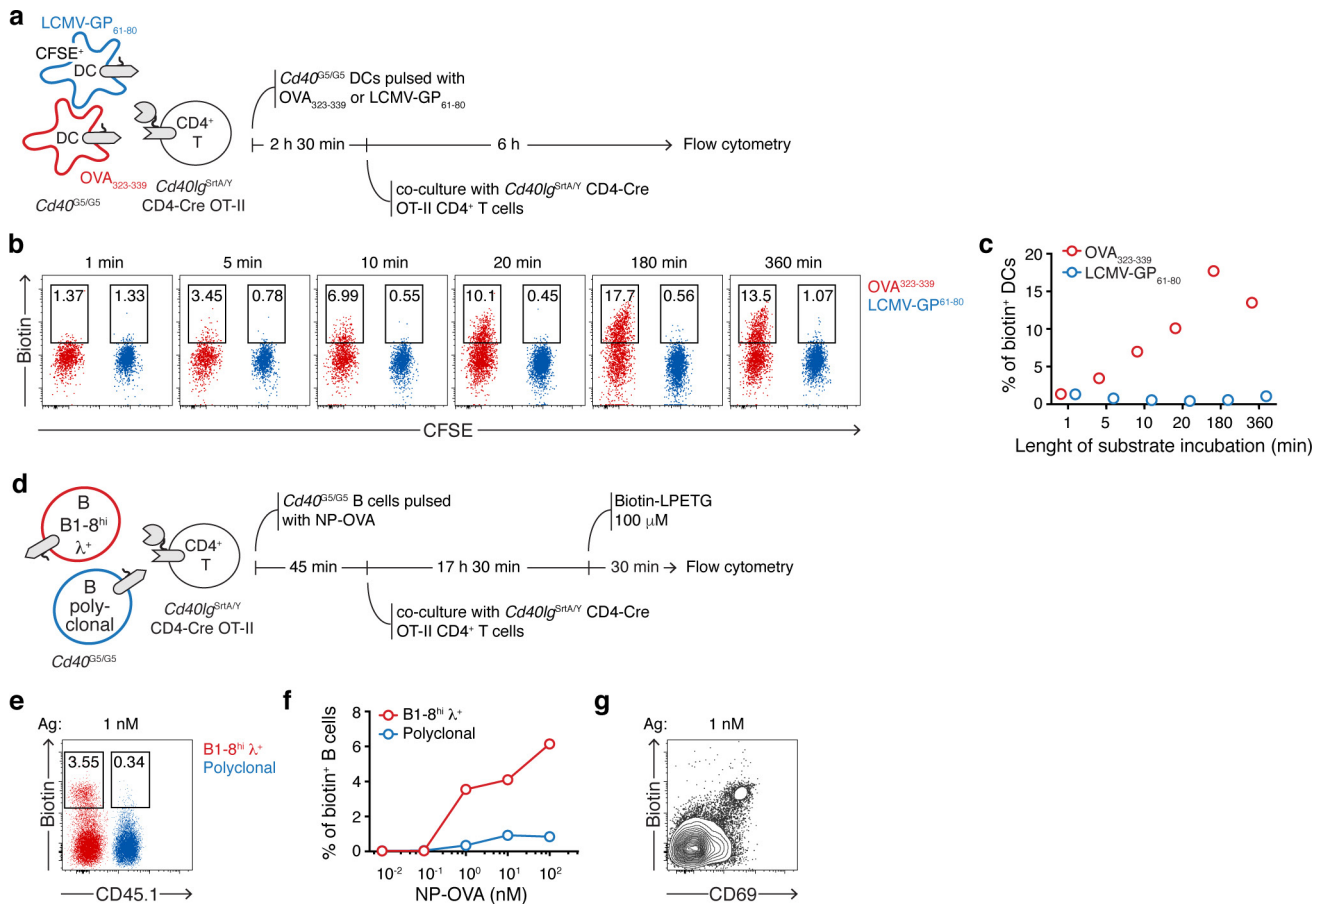 a
LCMV-GP61-80
CFSE+
DC
DC
OVA323-339
Cd40G5/G5
CD4+
T
Cd40lgSrtA/Y
CD4-Cre OT-II
Cd40G5/G5 DCs pulsed with
OVA323-339 or LCMV-GP61-80
2 h 30 min
6 h
Flow cytometry
co-culture with Cd40lgSrtA/Y CD4-Cre
OT-II CD4+ T cells
b
1 min
5 min
10 min
20 min
180 min
360 min
1.37
1.33
3.45
0.78
6.99
0.55
10.1
0.45
17.7
0.56
13.5
1.07
OVA323-339
LCMV-GP61-80
Biotin
CFSE
c
OVA323-339
LCMV-GP61-80
% of biotin+ DCs
20
15
10
5
0
1 5 10 20 180 360
Lenght of substrate incubation (min)
d
B
B1-8hi
λ+
B
poly-
clonal
Cd40G5/G5
CD4+
T
Cd40lgSrtA/Y
CD4-Cre OT-II
Cd40G5/G5 B cells pulsed
with NP-OVA
Biotin-LPETG
100 µM
45 min
17 h 30 min
30 min
Flow cytometry
co-culture with Cd40lgSrtA/Y CD4-Cre
OT-II CD4+ T cells
e
Ag: 1 nM
3.55
0.34
B1-8hi λ+
Polyclonal
Biotin
CD45.1
f
B1-8hi λ+
Polyclonal
% of biotin+ B cells
8
6
4
2
0
10-2 10-1 100 101 102
NP-OVA (nM)
g
Ag: 1 nM
Biotin
CD69